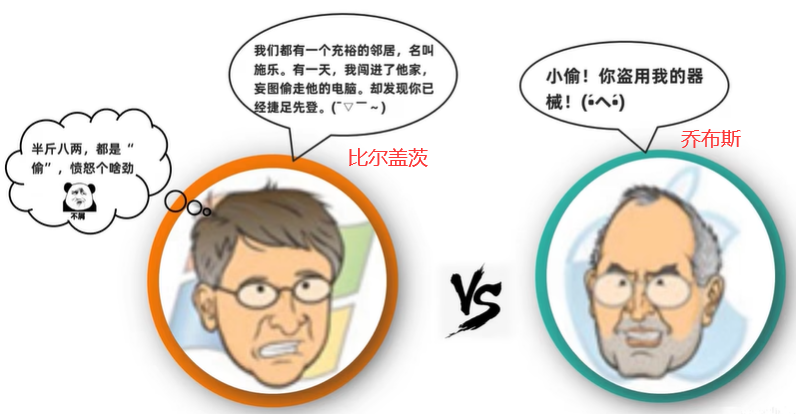 我们都有一个充裕的邻居，名叫
施乐。有一天，我闯进了他家，
妄图偷走他的电脑。却发现你已
经捷足先登。(¯▽¯～)
小偷！你盗用我的器
械！(•́へ•́)
乔布斯
比尔盖茨
半斤八两，都是“
偷”，愤怒个啥劲
不屑
VS